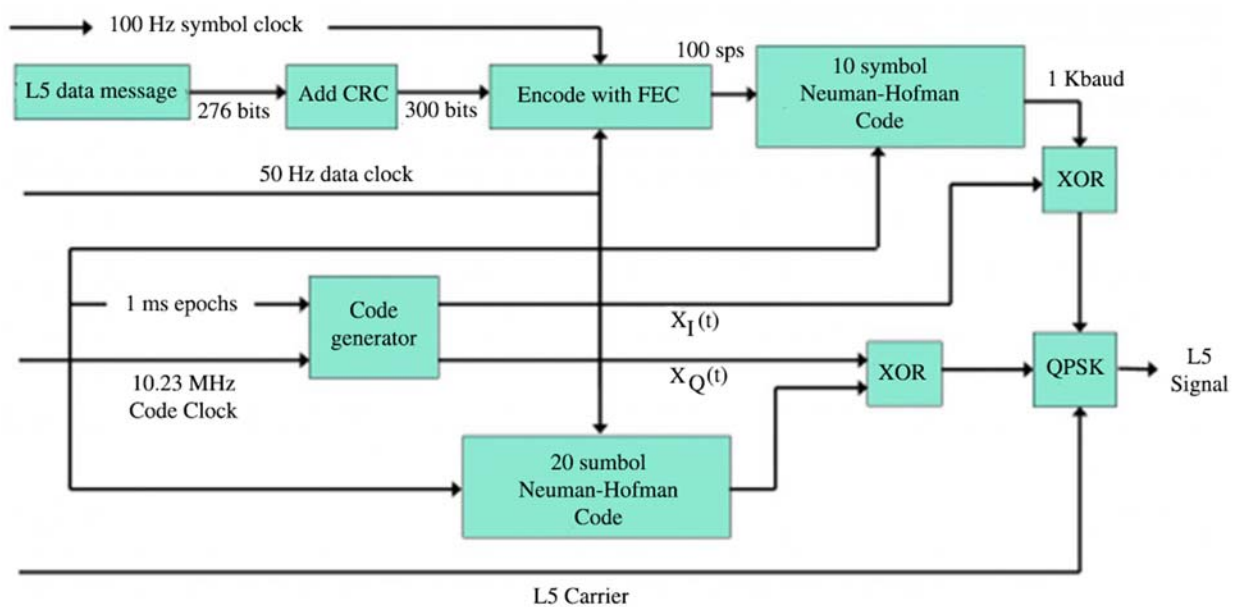 100 Hz symbol clock
L5 data message
276 bits
Add CRC
300 bits
Encode with FEC
100 sps
10 symbol
Neuman-Hofman
Code
1 Kbaud
XOR
50 Hz data clock
1 ms epochs
Code
generator
X_I(t)
X_Q(t)
10.23 MHz
Code Clock
XOR
QPSK
L5
Signal
20 sumbol
Neuman-Hofman
Code
L5 Carrier